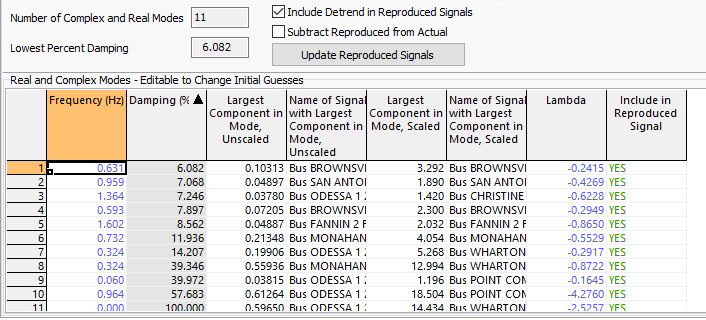 Number of Complex and Real Modes 11
Include Detrend in Reproduced Signals
Subtract Reproduced from Actual
Lowest Percent Damping 6.082
Update Reproduced Signals
Real and Complex Modes - Editable to Change Initial Guesses
Frequency (Hz) Damping (% Largest Component in Mode, Unscaled Name of Signal with Largest Component in Mode, Unscaled Largest Component in Mode, Scaled Name of Signal with Largest Component in Mode, Scaled Lambda Include in Reproduced Signal
1 0.631 6.082 0.10313 Bus BROWNSVI 3.292 Bus BROWNSVI -0.2415 YES
2 0.959 7.068 0.04897 Bus SAN ANTO 1.890 Bus SAN ANTOI -0.4269 YES
3 1.364 7.246 0.03780 Bus ODESSA 1 2 1.420 Bus CHRISTINE -0.6228 YES
4 0.593 7.897 0.07205 Bus BROWNSVI 2.300 Bus BROWNSVI -0.2949 YES
5 1.602 8.562 0.04887 Bus FANNIN 2 F 2.032 Bus FANNIN 2 F -0.8650 YES
6 0.732 11.936 0.21348 Bus MONAHAN 4.054 Bus MONAHAN -0.5529 YES
7 0.324 14.207 0.19906 Bus ODESSA 1 2 5.268 Bus WHARTON -0.2917 YES
8 0.324 39.346 0.55936 Bus MONAHAN 12.994 Bus WHARTON -0.8722 YES
9 0.060 39.972 0.03815 Bus ODESSA 1 2 1.196 Bus POINT COM -0.1645 YES
10 0.964 57.683 0.61264 Bus ODESSA 1 2 18.504 Bus ODESSA 1 2 -4.2760 YES
11 0.000 100.000 0.59650 Bus ODESSA 1 2 14.434 Bus WHARTON -2.5257 YES